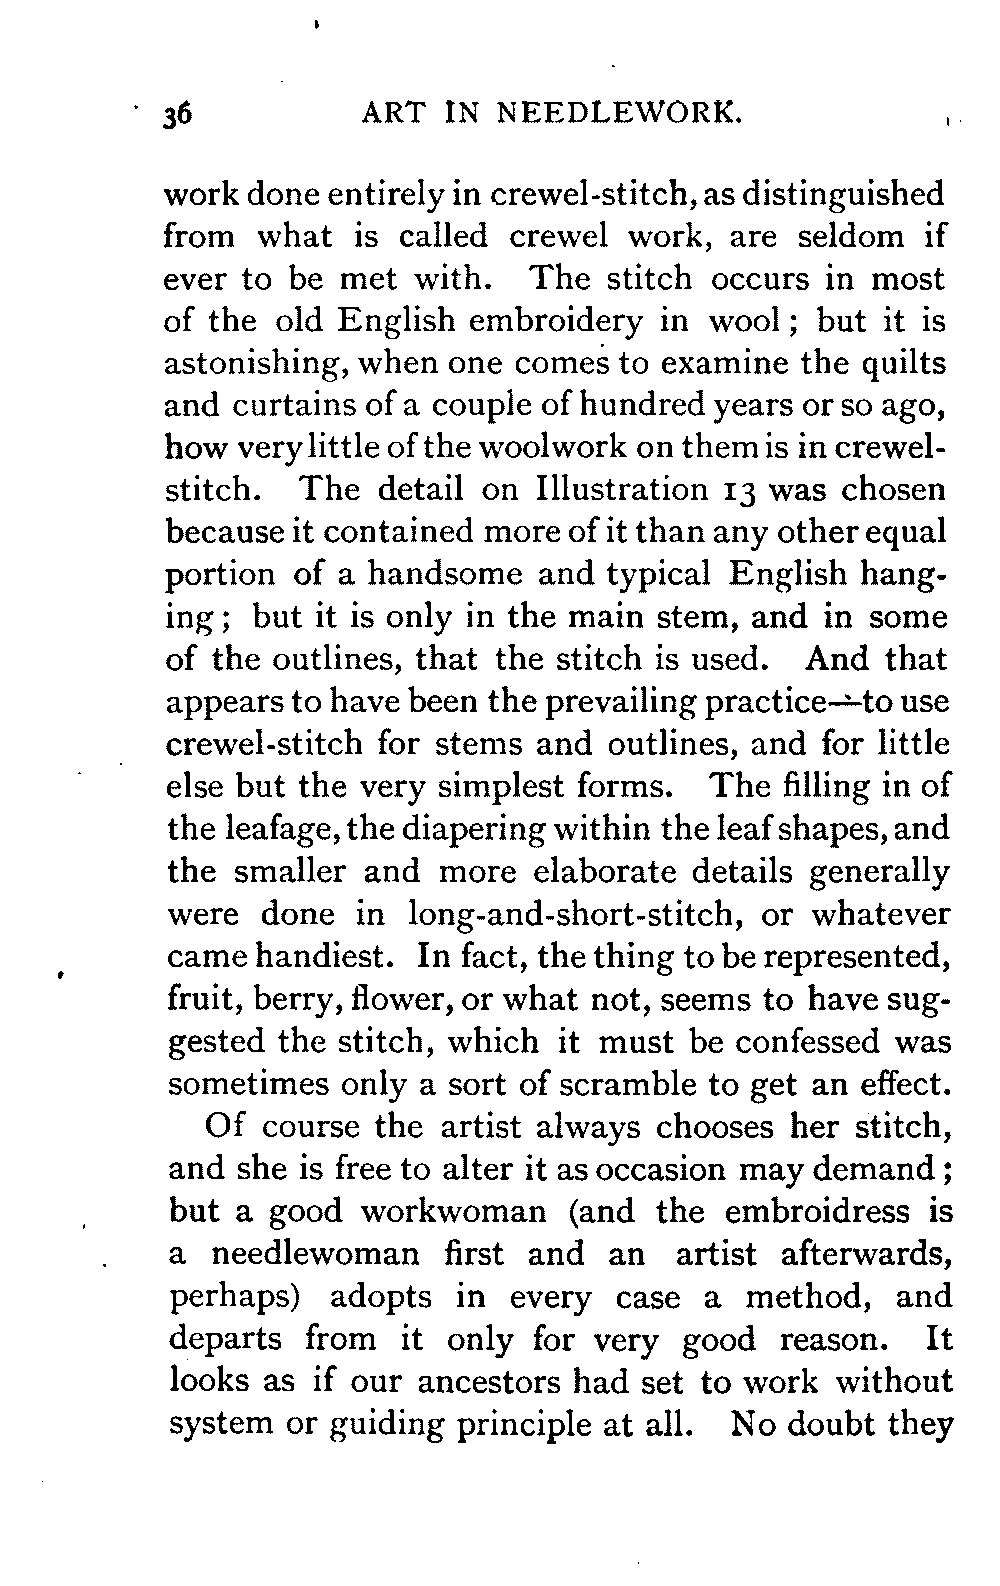 36 ART IN NEEDLEWORK.
work done entirely in crewel-stitch, as distinguished
from what is called crewel work, are seldom if
ever to be met with. The stitch occurs in most
of the old English embroidery in wool ; but it is
astonishing, when one comes to examine the quilts
and curtains of a couple of hundred years or so ago,
how very little of the woolwork on them is in crewel-
stitch. The detail on Illustration 13 was chosen
because it contained more of it than any other equal
portion of a handsome and typical English hang-
ing ; but it is only in the main stem, and in some
of the outlines, that the stitch is used. And that
appears to have been the prevailing practice—to use
crewel-stitch for stems and outlines, and for little
else but the very simplest forms. The filling in of
the leafage, the diapering within the leaf shapes, and
the smaller and more elaborate details generally
were done in long-and-short-stitch, or whatever
came handiest. In fact, the thing to be represented,
fruit, berry, flower, or what not, seems to have sug-
gested the stitch, which it must be confessed was
sometimes only a sort of scramble to get an effect.
Of course the artist always chooses her stitch,
and she is free to alter it as occasion may demand ;
but a good workwoman (and the embroidress is
a needlewoman first and an artist afterwards,
perhaps) adopts in every case a method, and
departs from it only for very good reason. It
looks as if our ancestors had set to work without
system or guiding principle at all. No doubt they